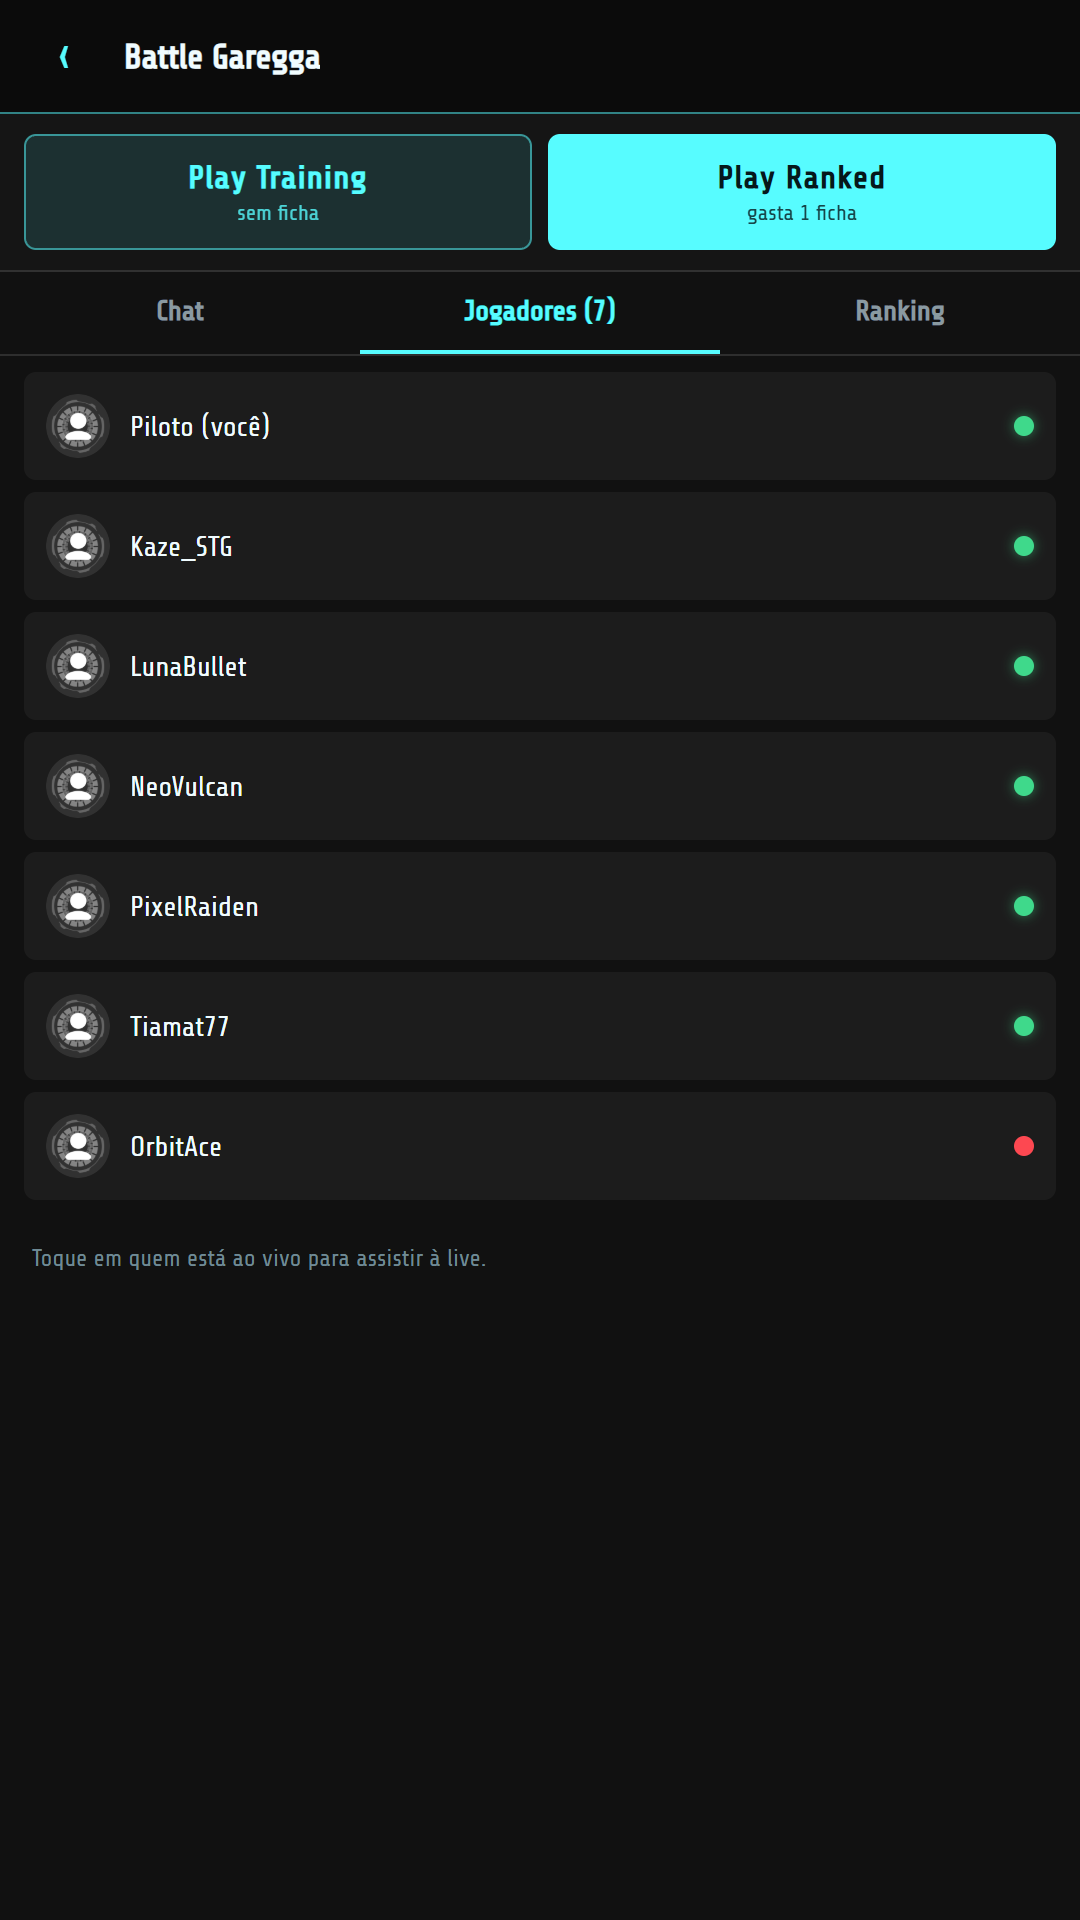 Battle Garegga
Play Training
sem ficha
Play Ranked
gasta 1 ficha
Chat
Jogadores (7)
Ranking
Piloto (você)
Kaze_STG
LunaBullet
NeoVulcan
PixelRaiden
Tiamat77
OrbitAce
Toque em quem está ao vivo para assistir à live.